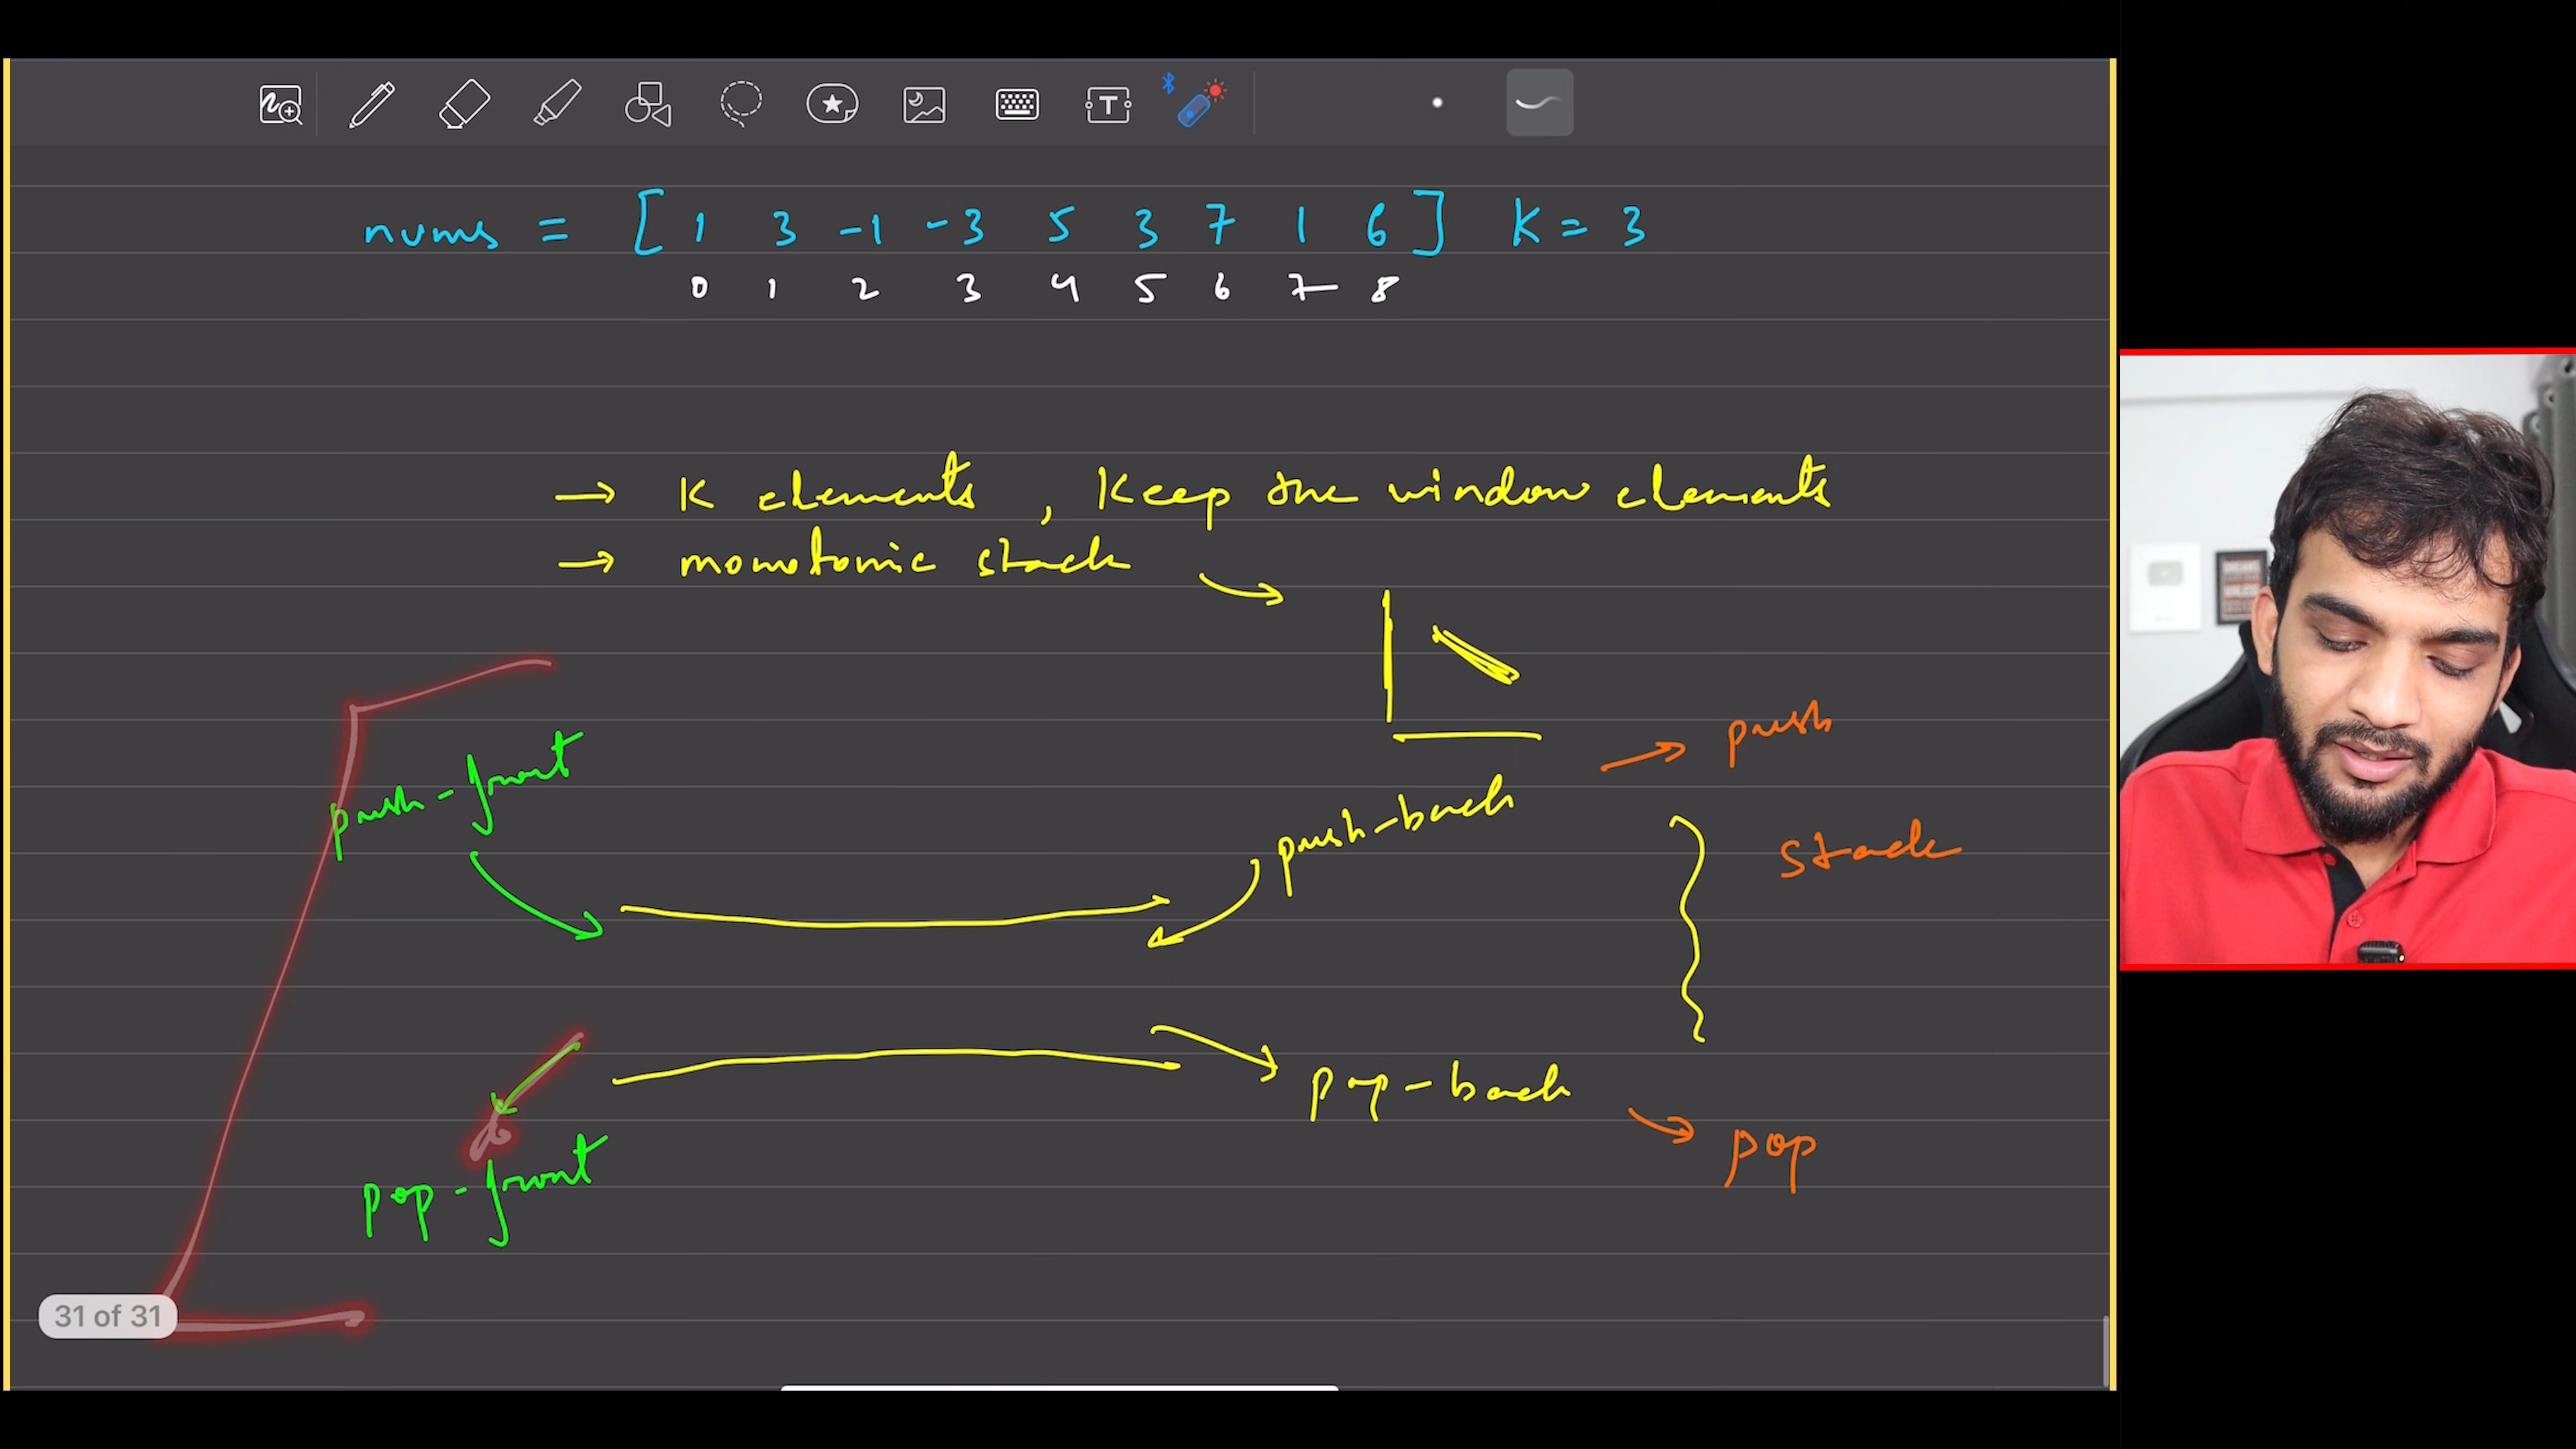 nums = [ 1 3 -1 -3 5 3 7 1 6 ] K = 3
0 1 2 3 4 5 6 7 8
→ K elements , Keep the window elements
→ monotonic stack
push
push-front
push-back
stack
pop-back
pop
pop-front
31 of 31